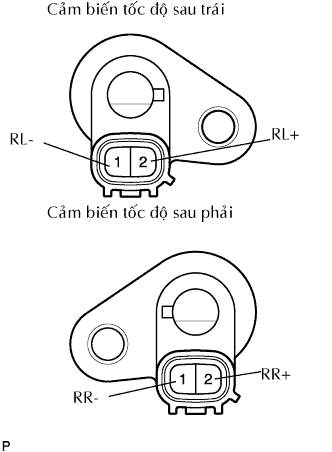 Cảm biến tốc độ sau trái
RL- RL+
1 2
Cảm biến tốc độ sau phải
1 2
RR- RR+
P